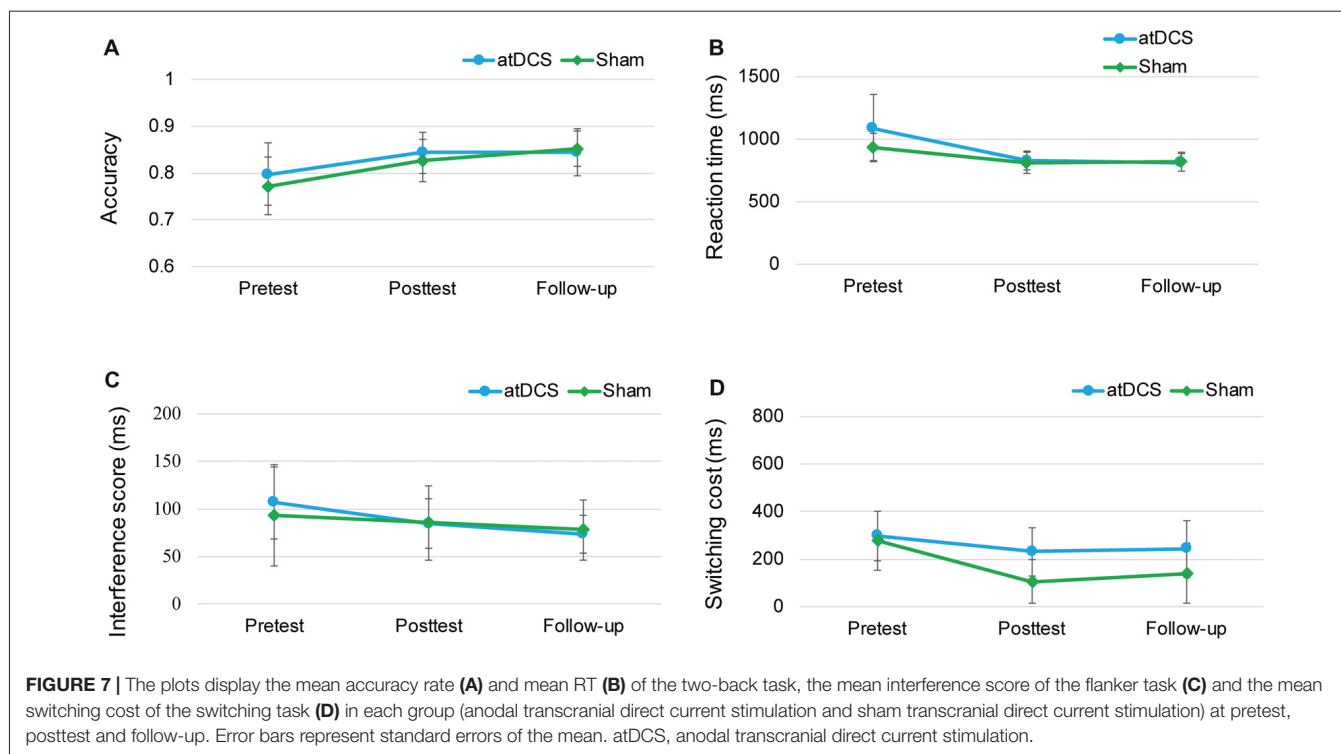 A
atDCS Sham
Accuracy
1
0.9
0.8
0.7
0.6
Pretest Posttest Follow-up
B
atDCS
Sham
Reaction time (ms)
1500
1000
500
0
Pretest Posttest Follow-up
C
atDCS Sham
Interference score (ms)
200
150
100
50
0
Pretest Posttest Follow-up
D
atDCS Sham
Switching cost (ms)
800
600
400
200
0
Pretest Posttest Follow-up
FIGURE 7 | The plots display the mean accuracy rate (A) and mean RT (B) of the two-back task, the mean interference score of the flanker task (C) and the mean
switching cost of the switching task (D) in each group (anodal transcranial direct current stimulation and sham transcranial direct current stimulation) at pretest,
posttest and follow-up. Error bars represent standard errors of the mean. atDCS, anodal transcranial direct current stimulation.